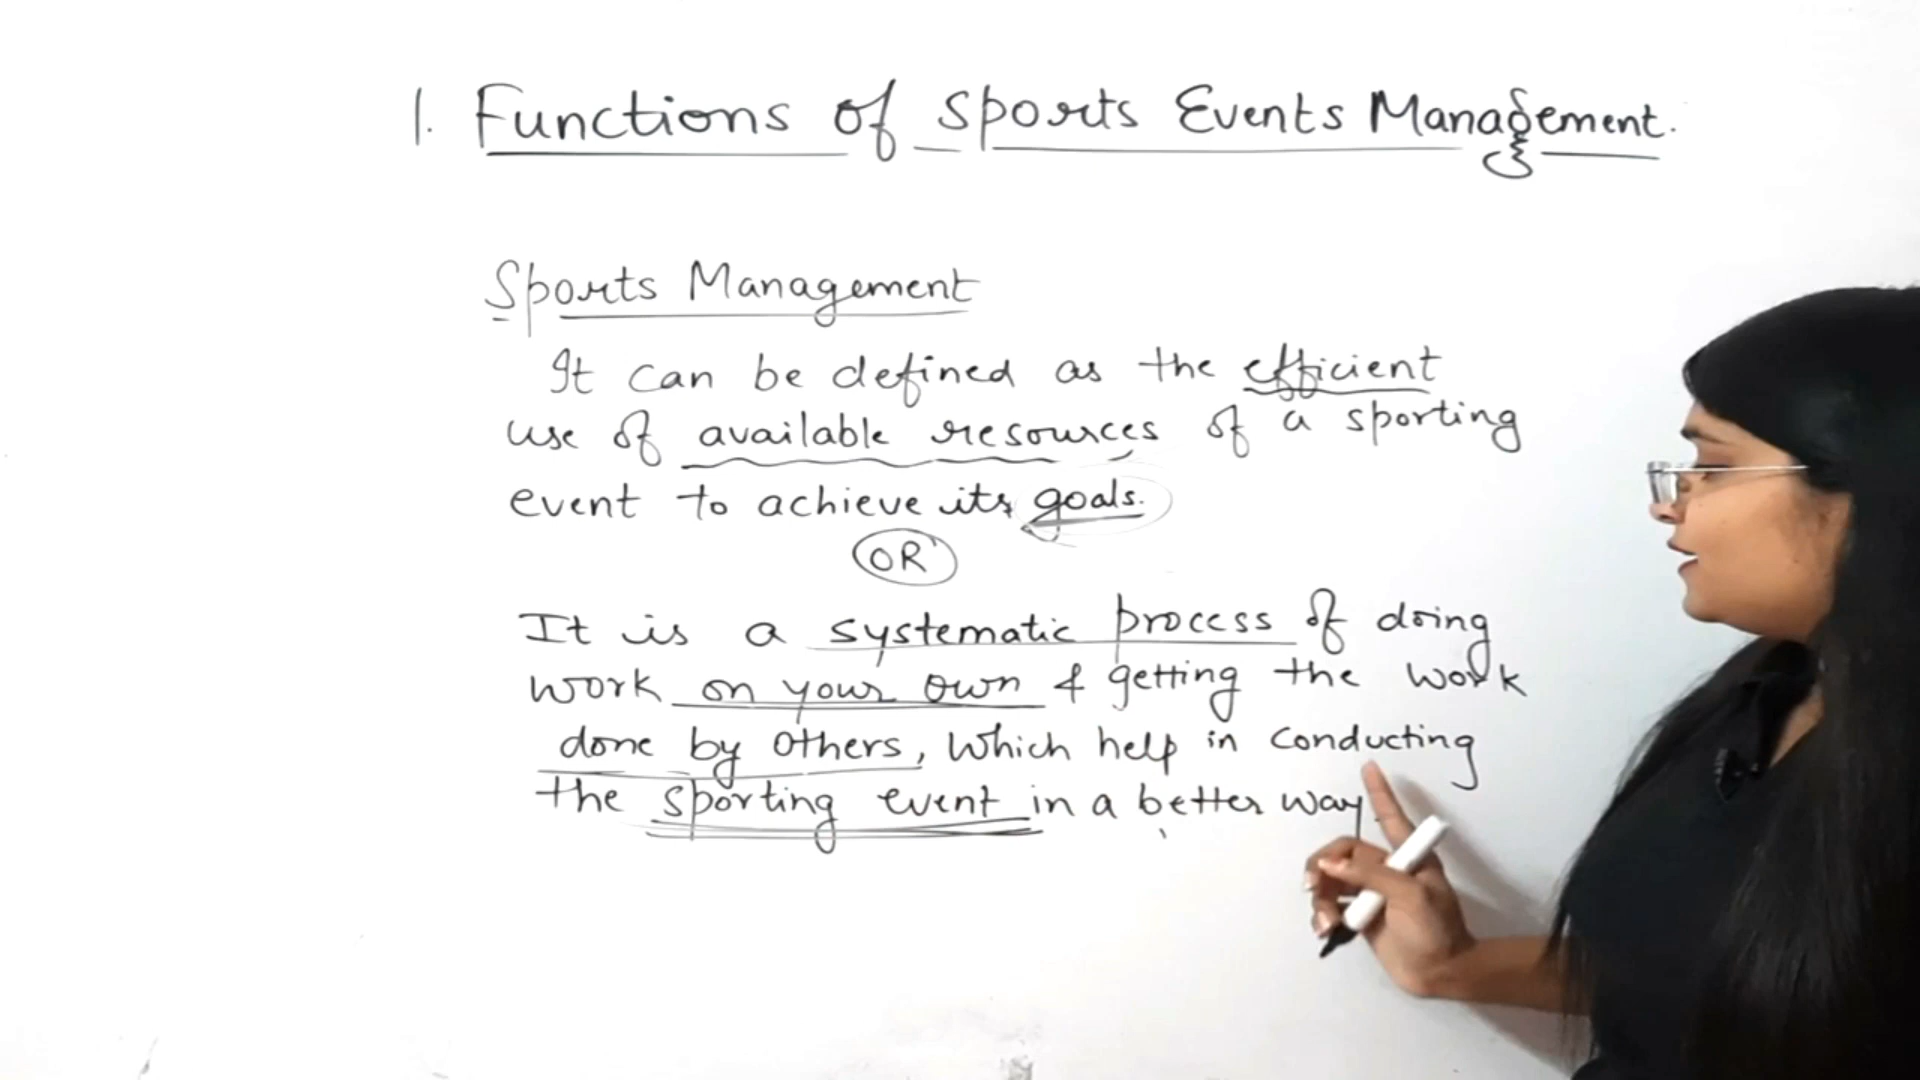 1. Functions of Sports Events Management.
Sports Management
It can be defined as the efficient
use of available resources of a sporting
event to achieve its goals.
OR
It is a systematic process of doing
work on your own & getting the work
done by others, which help in conducting
the sporting event in a better way.